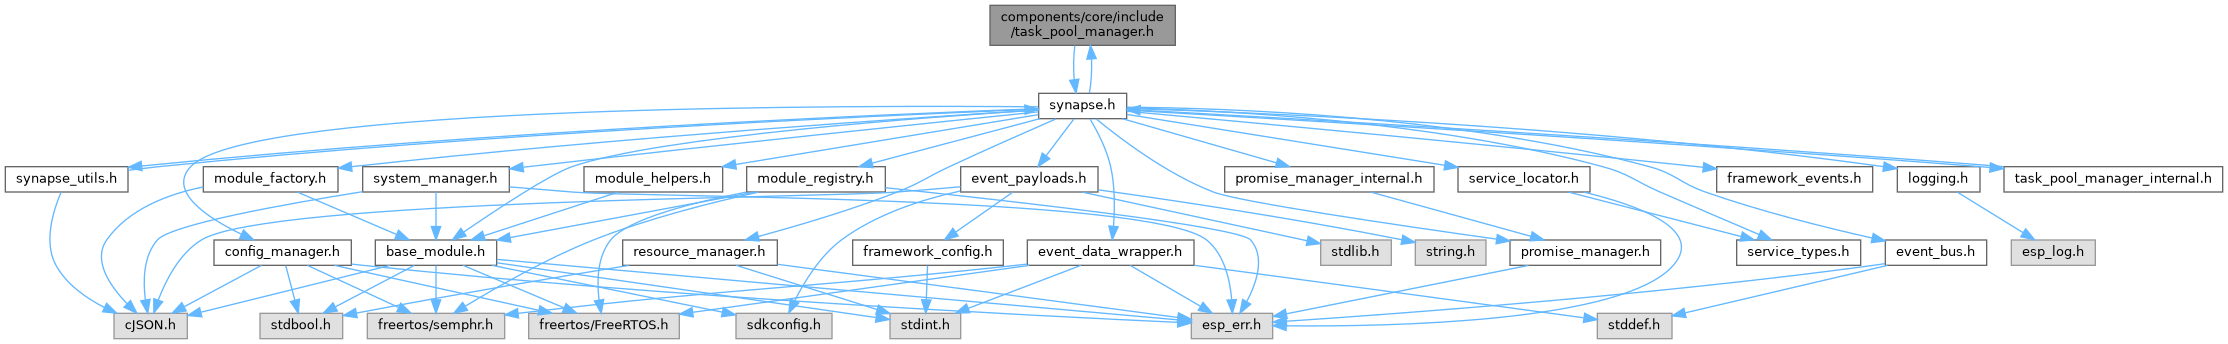 components/core/include
/task_pool_manager.h
synapse.h
synapse_utils.h
module_factory.h
system_manager.h
module_helpers.h
module_registry.h
event_payloads.h
promise_manager_internal.h
service_locator.h
framework_events.h
logging.h
task_pool_manager_internal.h
config_manager.h
base_module.h
resource_manager.h
framework_config.h
event_data_wrapper.h
stdlib.h
string.h
promise_manager.h
service_types.h
event_bus.h
esp_log.h
cJSON.h
stdbool.h
freertos/semphr.h
freertos/FreeRTOS.h
sdkconfig.h
stdint.h
esp_err.h
stddef.h